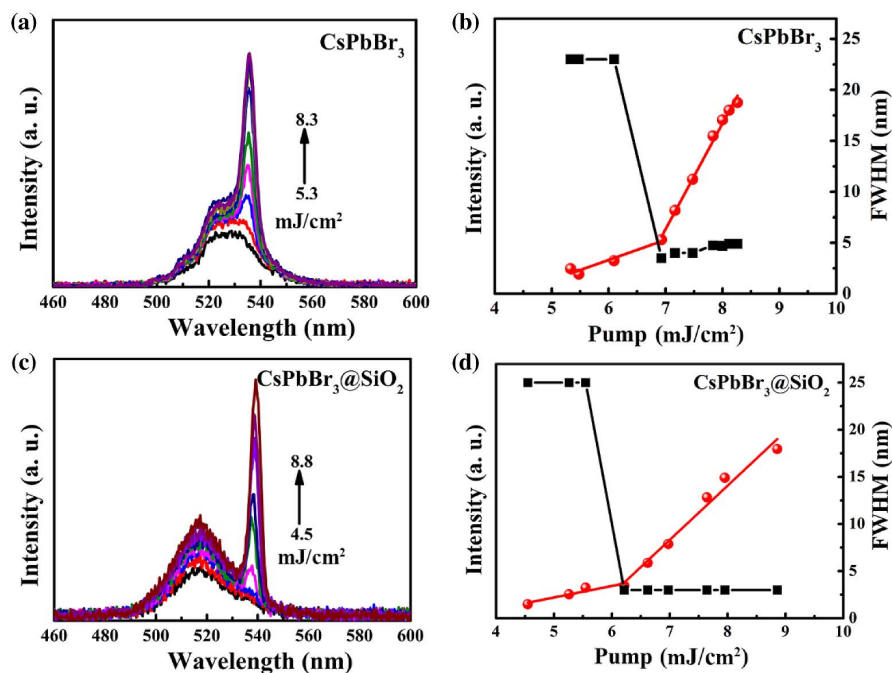 (a)
CsPbBr3
8.3
5.3
mJ/cm2
Intensity (a. u.)
460 480 500 520 540 560 580 600
Wavelength (nm)
(b)
CsPbBr3
Intensity (a. u.)
25
20
15
10
5
0
FWHM (nm)
4 5 6 7 8 9 10
Pump (mJ/cm2)
(c)
CsPbBr3@SiO2
8.8
4.5
mJ/cm2
Intensity (a. u.)
460 480 500 520 540 560 580 600
Wavelength (nm)
(d)
CsPbBr3@SiO2
Intensity (a. u.)
25
20
15
10
5
0
FWHM (nm)
4 5 6 7 8 9 10
Pump (mJ/cm2)